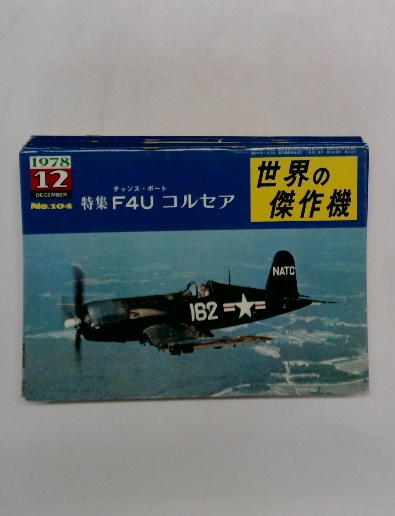 1978
12
DECEMBER
No.104
チャンス・ボート
特集 F4U コルセア
世界の
傑作機
NATC
162